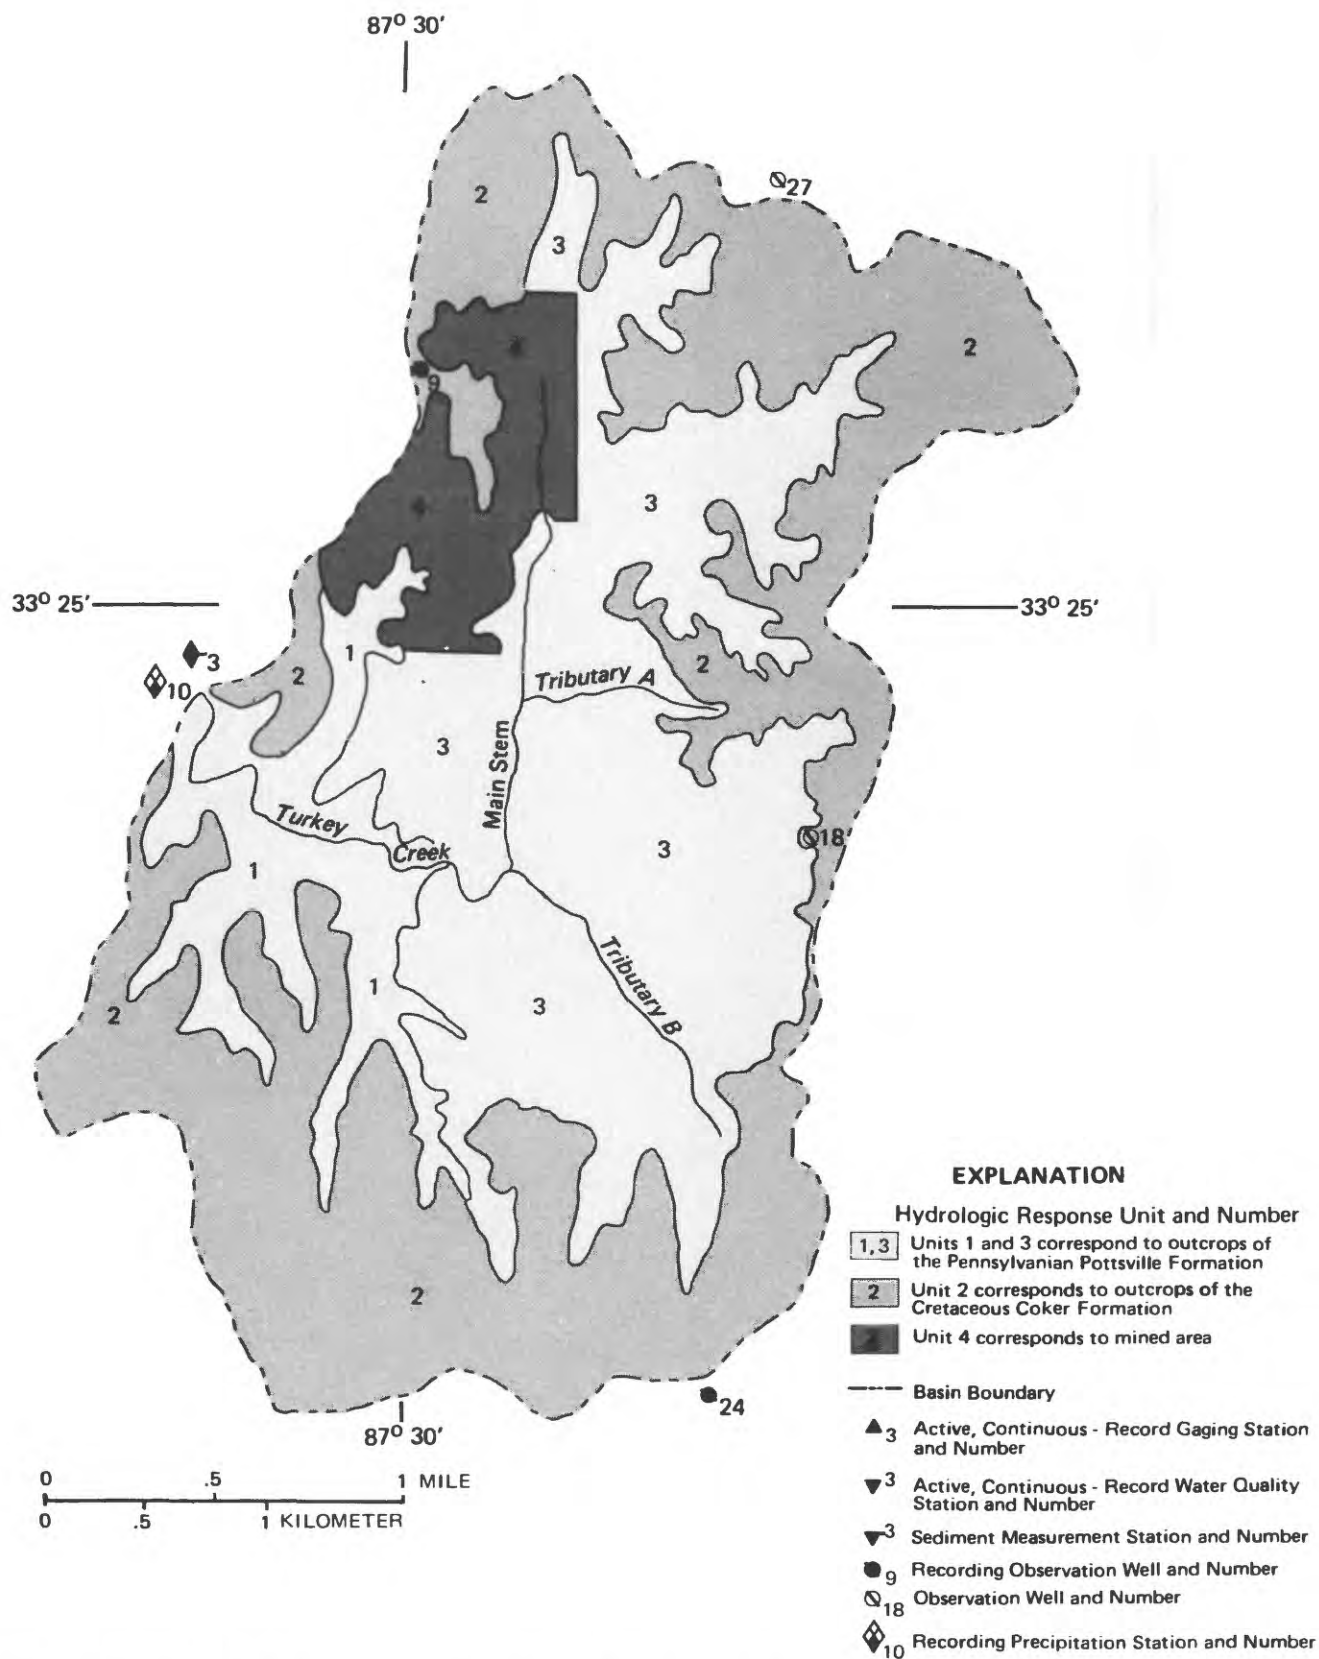 87° 30'
27
2
3
2
9
3
33° 25'
33° 25'
3
10
1
2
2
Tributary A
3
Main Stem
Turkey
Creek
18
3
1
Tributary B
2
1
3
2
24
87° 30'
0 .5 1 MILE
0 .5 1 KILOMETER
EXPLANATION
Hydrologic Response Unit and Number
1,3 Units 1 and 3 correspond to outcrops of
the Pennsylvanian Pottsville Formation
2 Unit 2 corresponds to outcrops of the
Cretaceous Coker Formation
Unit 4 corresponds to mined area
Basin Boundary
3 Active, Continuous - Record Gaging Station
and Number
3 Active, Continuous - Record Water Quality
Station and Number
3 Sediment Measurement Station and Number
9 Recording Observation Well and Number
18 Observation Well and Number
10 Recording Precipitation Station and Number